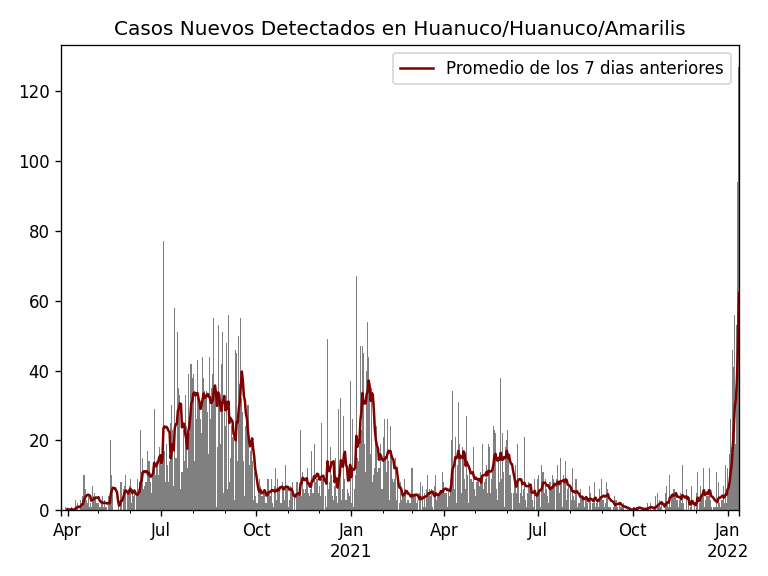 Casos Nuevos Detectados en Huanuco/Huanuco/Amarilis
Promedio de los 7 dias anteriores
120
100
80
60
40
20
0
Apr Jul Oct Jan Apr Jul Oct Jan
2021 2022